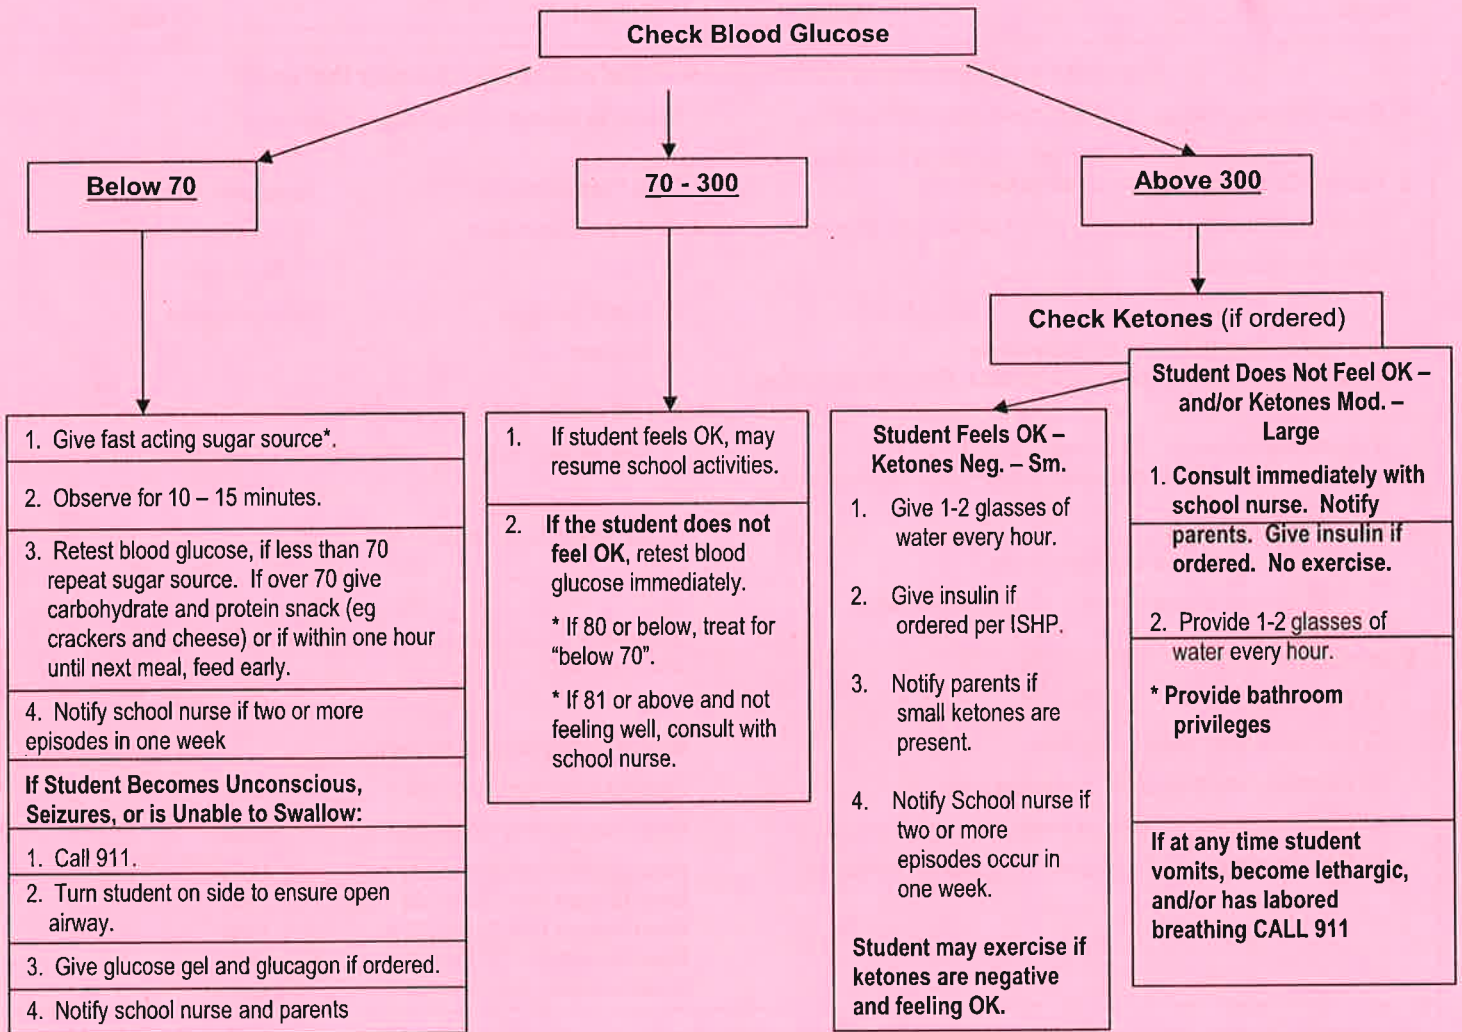 Check Blood Glucose
Below 70
70 - 300
Above 300
Check Ketones (if ordered)
1. Give fast acting sugar source*.
2. Observe for 10 – 15 minutes.
3. Retest blood glucose, if less than 70
repeat sugar source. If over 70 give
carbohydrate and protein snack (eg
crackers and cheese) or if within one hour
until next meal, feed early.
4. Notify school nurse if two or more
episodes in one week
If Student Becomes Unconscious,
Seizures, or is Unable to Swallow:
1. Call 911.
2. Turn student on side to ensure open
airway.
3. Give glucose gel and glucagon if ordered.
4. Notify school nurse and parents
1. If student feels OK, may
resume school activities.
2. If the student does not
feel OK, retest blood
glucose immediately.
* If 80 or below, treat for
“below 70”.
* If 81 or above and not
feeling well, consult with
school nurse.
Student Feels OK –
Ketones Neg. – Sm.
1. Give 1-2 glasses of
water every hour.
2. Give insulin if
ordered per ISHP.
3. Notify parents if
small ketones are
present.
4. Notify School nurse if
two or more
episodes occur in
one week.
Student may exercise if
ketones are negative
and feeling OK.
Student Does Not Feel OK –
and/or Ketones Mod. –
Large
1. Consult immediately with
school nurse. Notify
parents. Give insulin if
ordered. No exercise.
2. Provide 1-2 glasses of
water every hour.
* Provide bathroom
privileges
If at any time student
vomits, become lethargic,
and/or has labored
breathing CALL 911